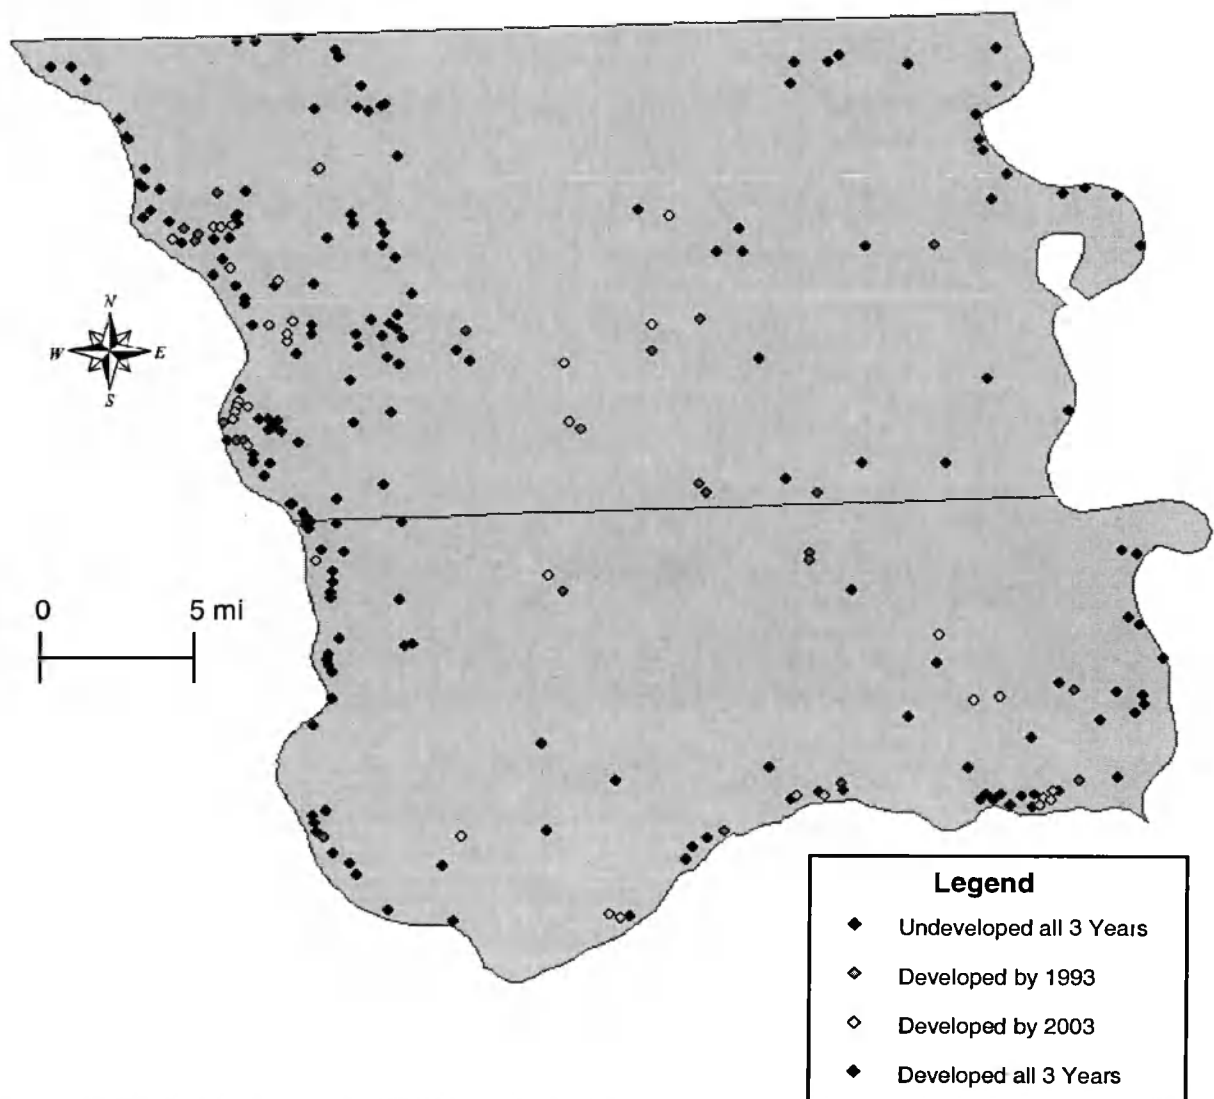 N
W E
S
0 5 mi
Legend
Undeveloped all 3 Years
Developed by 1993
Developed by 2003
Developed all 3 Years